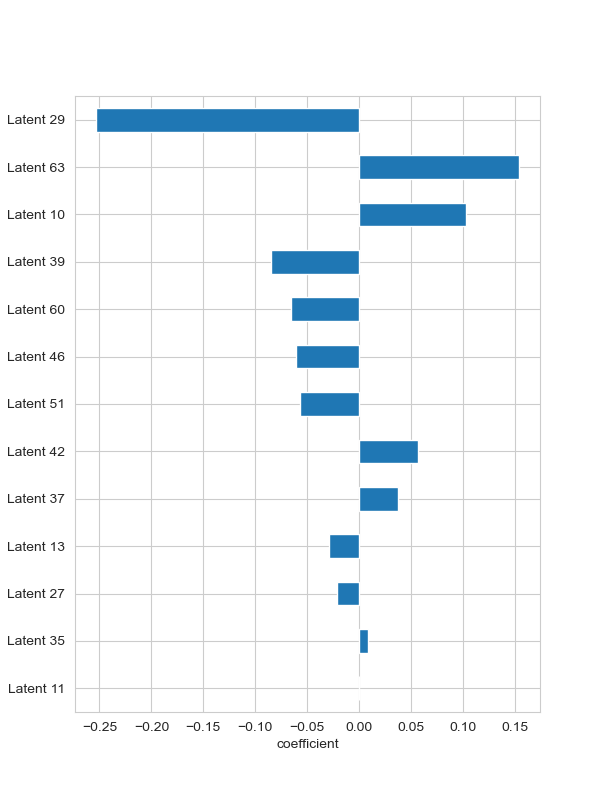 Latent 29
Latent 63
Latent 10
Latent 39
Latent 60
Latent 46
Latent 51
Latent 42
Latent 37
Latent 13
Latent 27
Latent 35
Latent 11
−0.25 −0.20 −0.15 −0.10 −0.05 0.00 0.05 0.10 0.15
coefficient